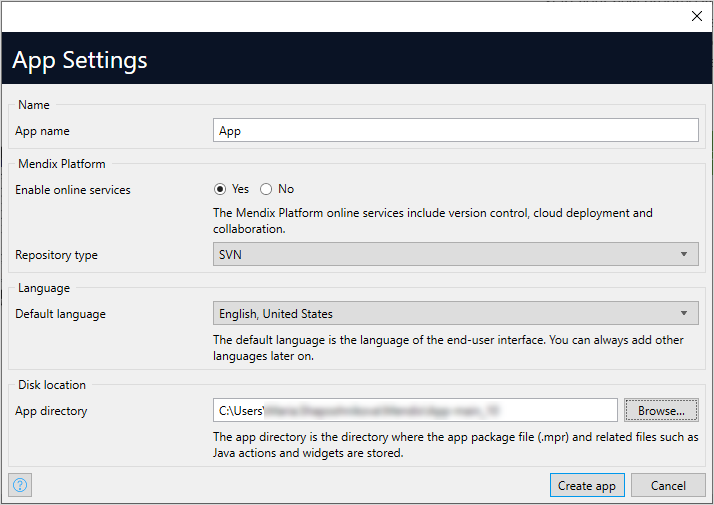 App Settings
Name
App name
App
Mendix Platform
Enable online services
Yes
No
The Mendix Platform online services include version control, cloud deployment and
collaboration.
Repository type
SVN
Language
Default language
English, United States
The default language is the language of the end-user interface. You can always add other
languages later on.
Disk location
App directory
C:\Users\
Browse...
The app directory is the directory where the app package file (.mpr) and related files such as
Java actions and widgets are stored.
?
Create app
Cancel